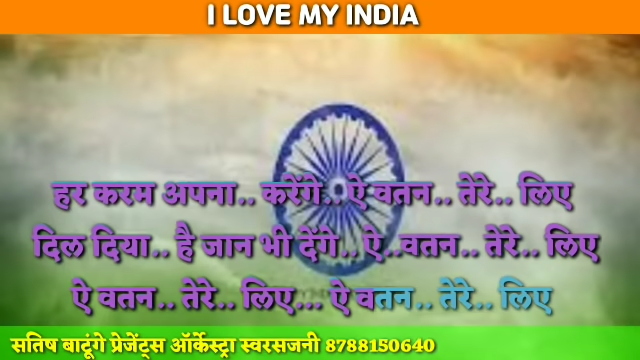 I LOVE MY INDIA
हर करम अपना.. करेंगे.. ऐ वतन.. तेरे.. लिए
दिल दिया.. है जान भी देंगे.. ऐ..वतन.. तेरे.. लिए
ऐ वतन.. तेरे.. लिए... ऐ वतन.. तेरे.. लिए
सतिष बाटूंगे प्रेजेंट्स ऑर्केस्ट्रा स्वरसजनी 8788150640